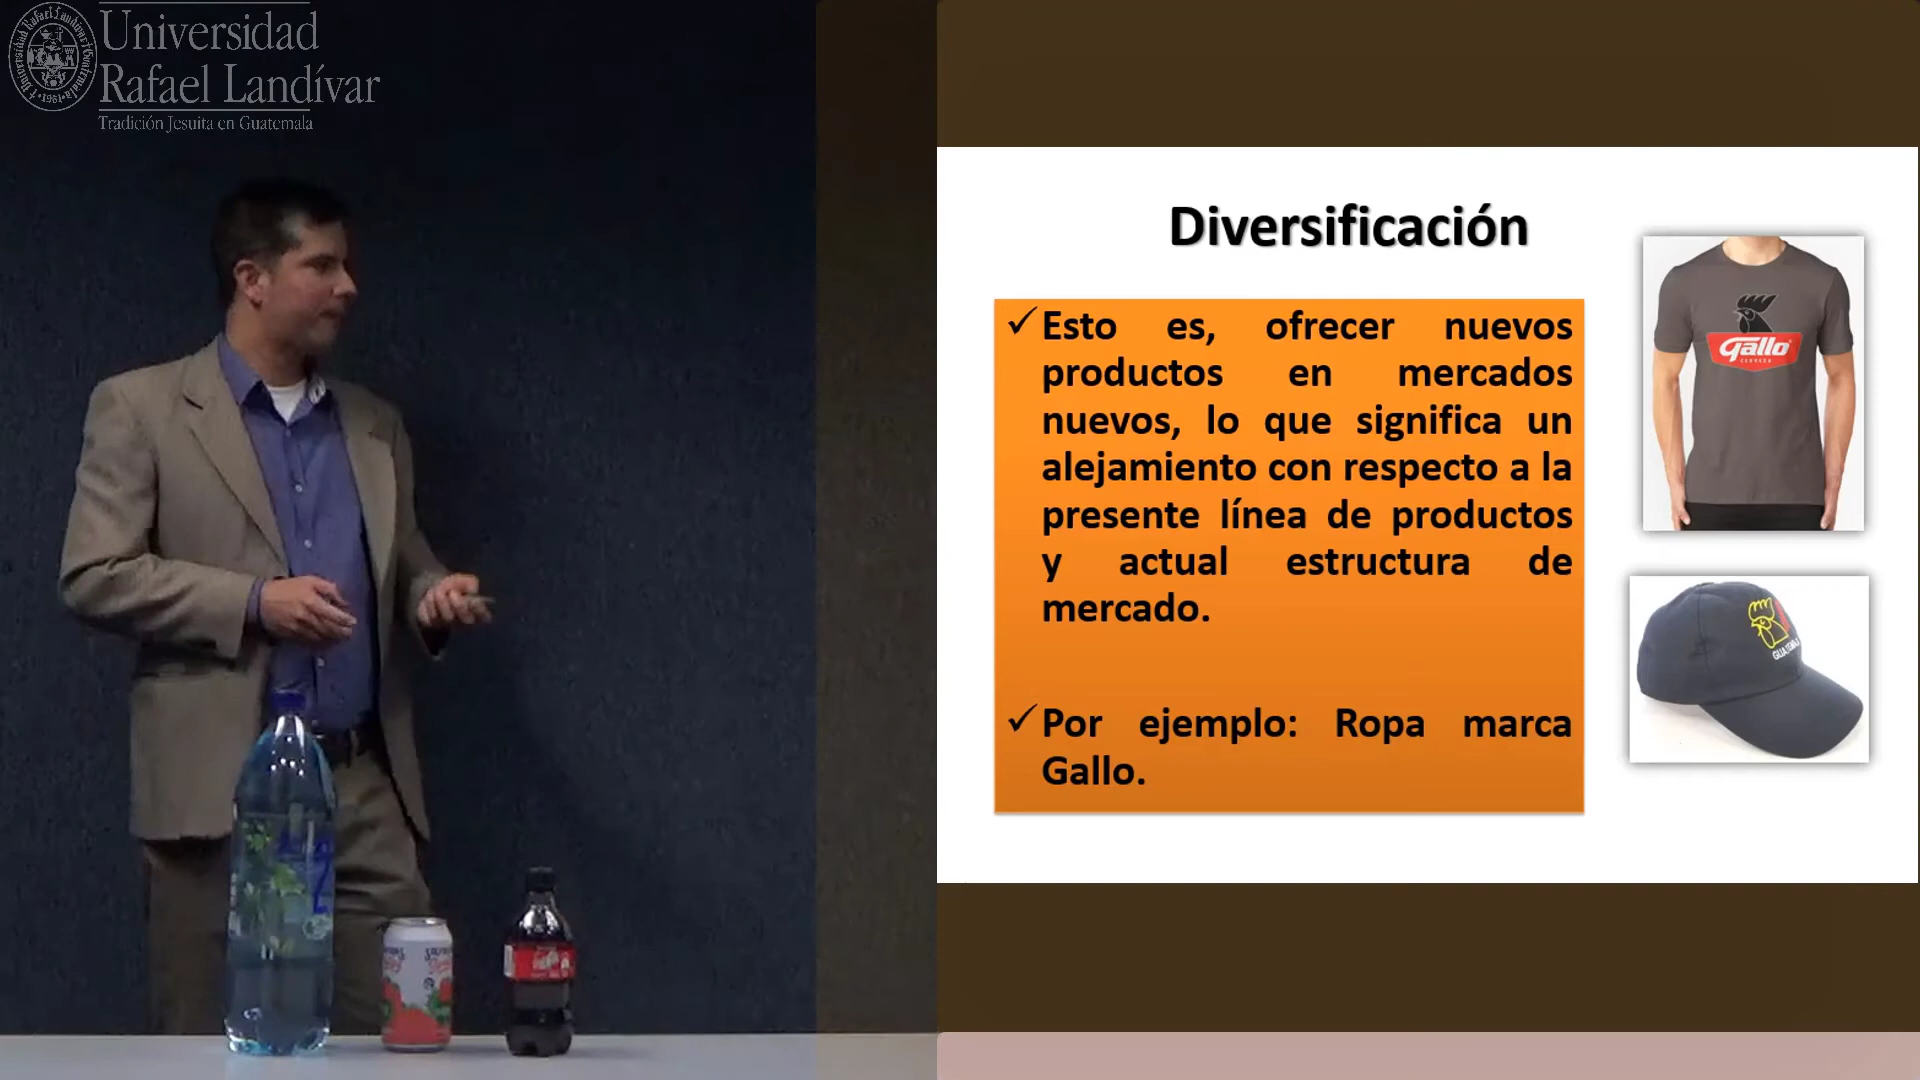 Universidad
Rafael Landívar
Tradición Jesuita en Guatemala
Diversificación
✓ Esto es, ofrecer nuevos
productos en mercados
nuevos, lo que significa un
alejamiento con respecto a la
presente línea de productos
y actual estructura de
mercado.
✓ Por ejemplo: Ropa marca
Gallo.
Gallo
CERVEZA